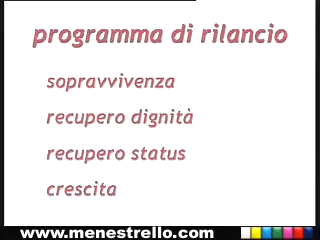 programma di rilancio
sopravvivenza
recupero dignità
recupero status
crescita
www.menestrello.com